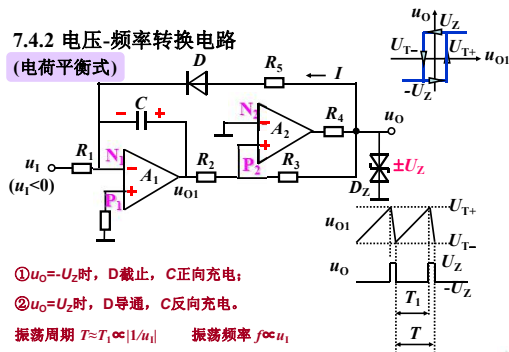 7.4.2 电压-频率转换电路
(电荷平衡式)
D
R5
I
C
N2
A2
R4
uO
uI
R1
N1
(uI<0)
A1
P1
uO1
R2
P2
R3
DZ
±UZ
uO
UZ
UT−
UT+
uO1
-UZ
uO1
UT+
UT−
uO
UZ
-UZ
T1
T
①uO=-UZ时，D截止，C正向充电；
②uO=UZ时，D导通，C反向充电。
振荡周期 T≈T1∝|1/uI| 振荡频率 f∝uI